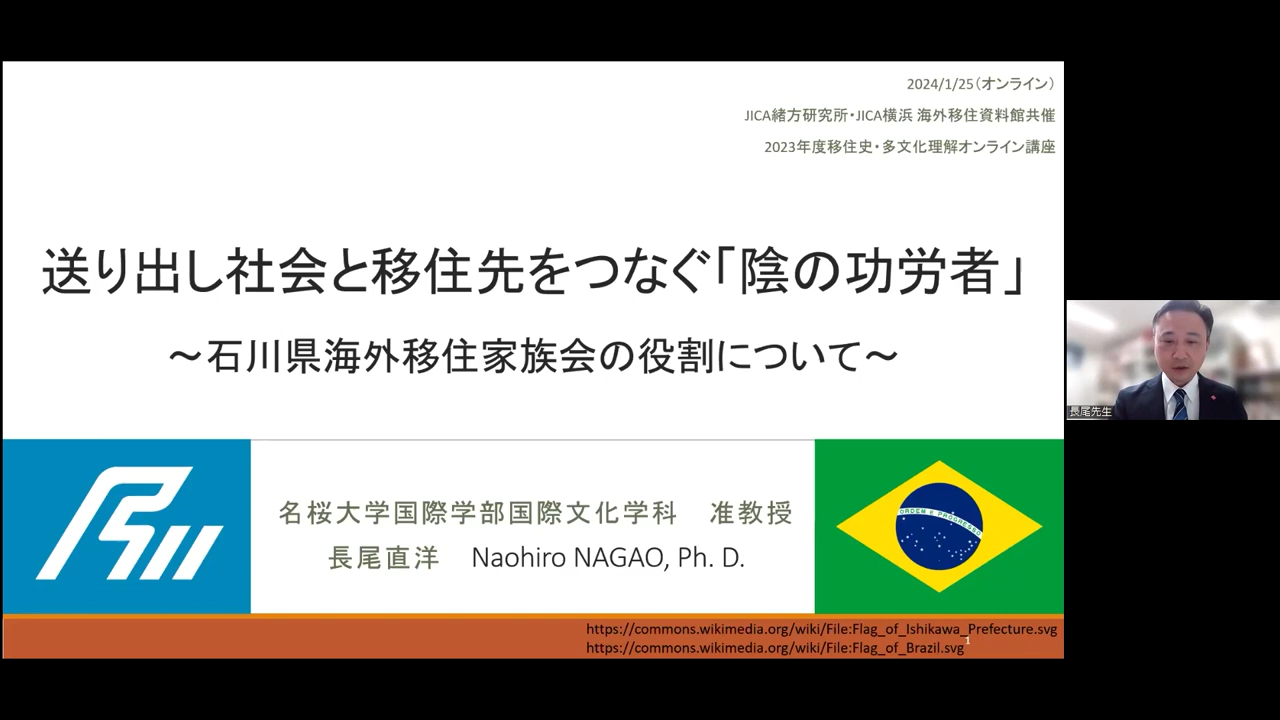 2024/1/25（オンライン）
JICA緒方研究所・JICA横浜 海外移住資料館共催
2023年度移住史・多文化理解オンライン講座
送り出し社会と移住先をつなぐ「陰の功労者」
～石川県海外移住家族会の役割について～
ORDEM E PROGRESSO
名桜大学国際学部国際文化学科　准教授
長尾直洋　Naohiro NAGAO, Ph. D.
https://commons.wikimedia.org/wiki/File:Flag_of_Ishikawa_Prefecture.svg
https://commons.wikimedia.org/wiki/File:Flag_of_Brazil.svg
1
長尾先生